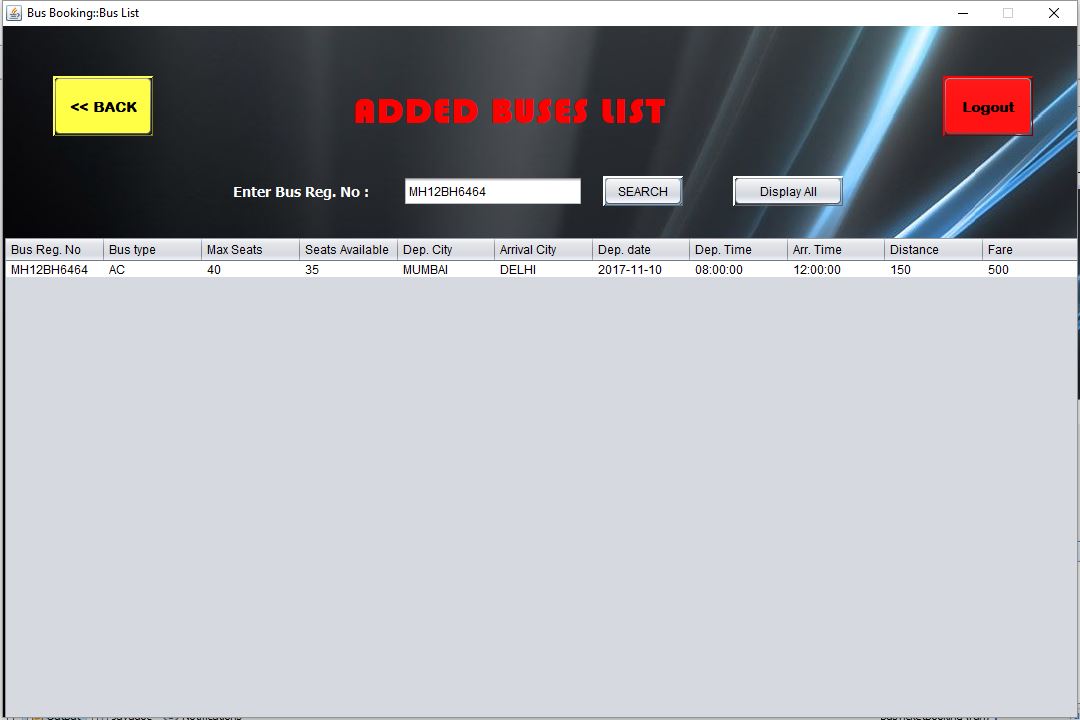 Bus Booking::Bus List
<< BACK
ADDED BUSES LIST
Logout
Enter Bus Reg. No : MH12BH6464 SEARCH Display All
Bus Reg. No Bus type Max Seats Seats Available Dep. City Arrival City Dep. date Dep. Time Arr. Time Distance Fare
MH12BH6464 AC 40 35 MUMBAI DELHI 2017-11-10 08:00:00 12:00:00 150 500